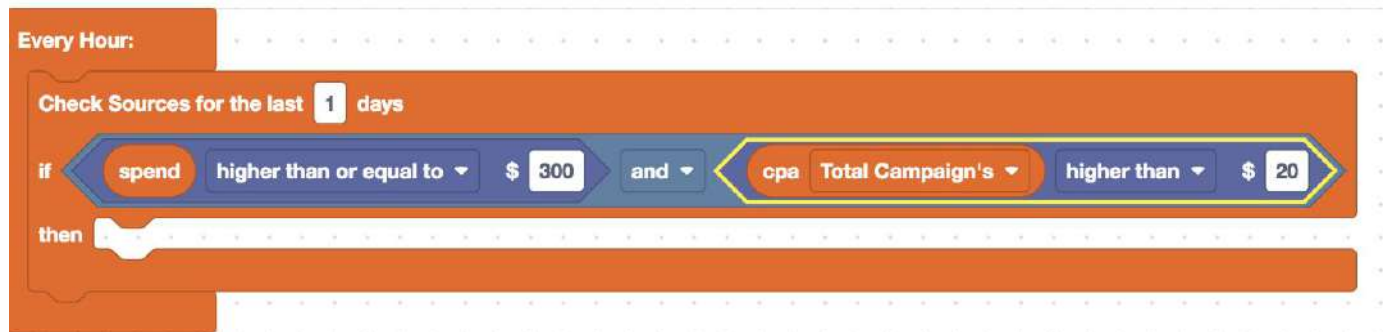 Every Hour:
Check Sources for the last 1 days
if spend higher than or equal to $ 300 and cpa Total Campaign's higher than $ 20
then